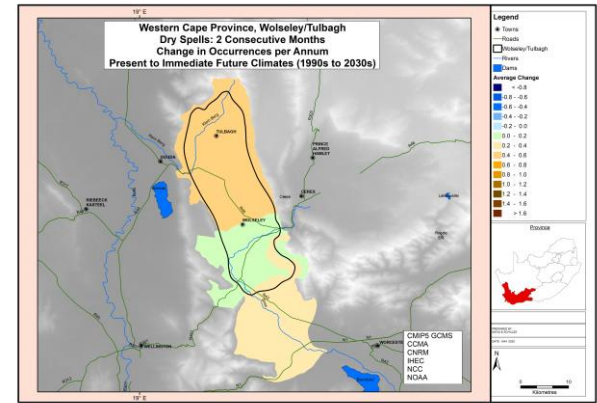 19° E
Western Cape Province, Wolseley/Tulbagh
Dry Spells: 2 Consecutive Months
Change in Occurrences per Annum
Present to Immediate Future Climates (1990s to 2030s)
TULBAGH
PRINCE
ALFRED
HAMLET
CERES
RIEBEECK
KASTEEL
WOLSELEY
WELLINGTON
WORCESTER
CMIP5 GCMS
CCMA
CNRM
IHEC
NCC
NOAA
19° E
Legend
Towns
Roads
Wolseley/Tulbagh
Rivers
Dams
Average Change
< -0.8
-0.8 - -0.6
-0.6 - -0.4
-0.4 - -0.2
-0.2 - 0.0
0.0 - 0.2
0.2 - 0.4
0.4 - 0.6
0.6 - 0.8
0.8 - 1.0
1.0 - 1.2
1.2 - 1.4
1.4 - 1.6
> 1.6
Province
N
Kilometres